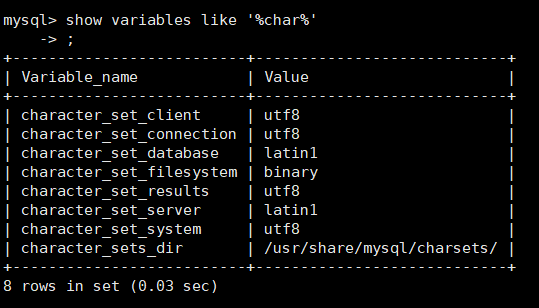 mysql> show variables like '%char%'
    -> ;
+--------------------------+----------------------------+
| Variable_name            | Value                      |
+--------------------------+----------------------------+
| character_set_client     | utf8                       |
| character_set_connection | utf8                       |
| character_set_database   | latin1                     |
| character_set_filesystem | binary                     |
| character_set_results    | utf8                       |
| character_set_server     | latin1                     |
| character_set_system     | utf8                       |
| character_sets_dir       | /usr/share/mysql/charsets/ |
+--------------------------+----------------------------+
8 rows in set (0.03 sec)